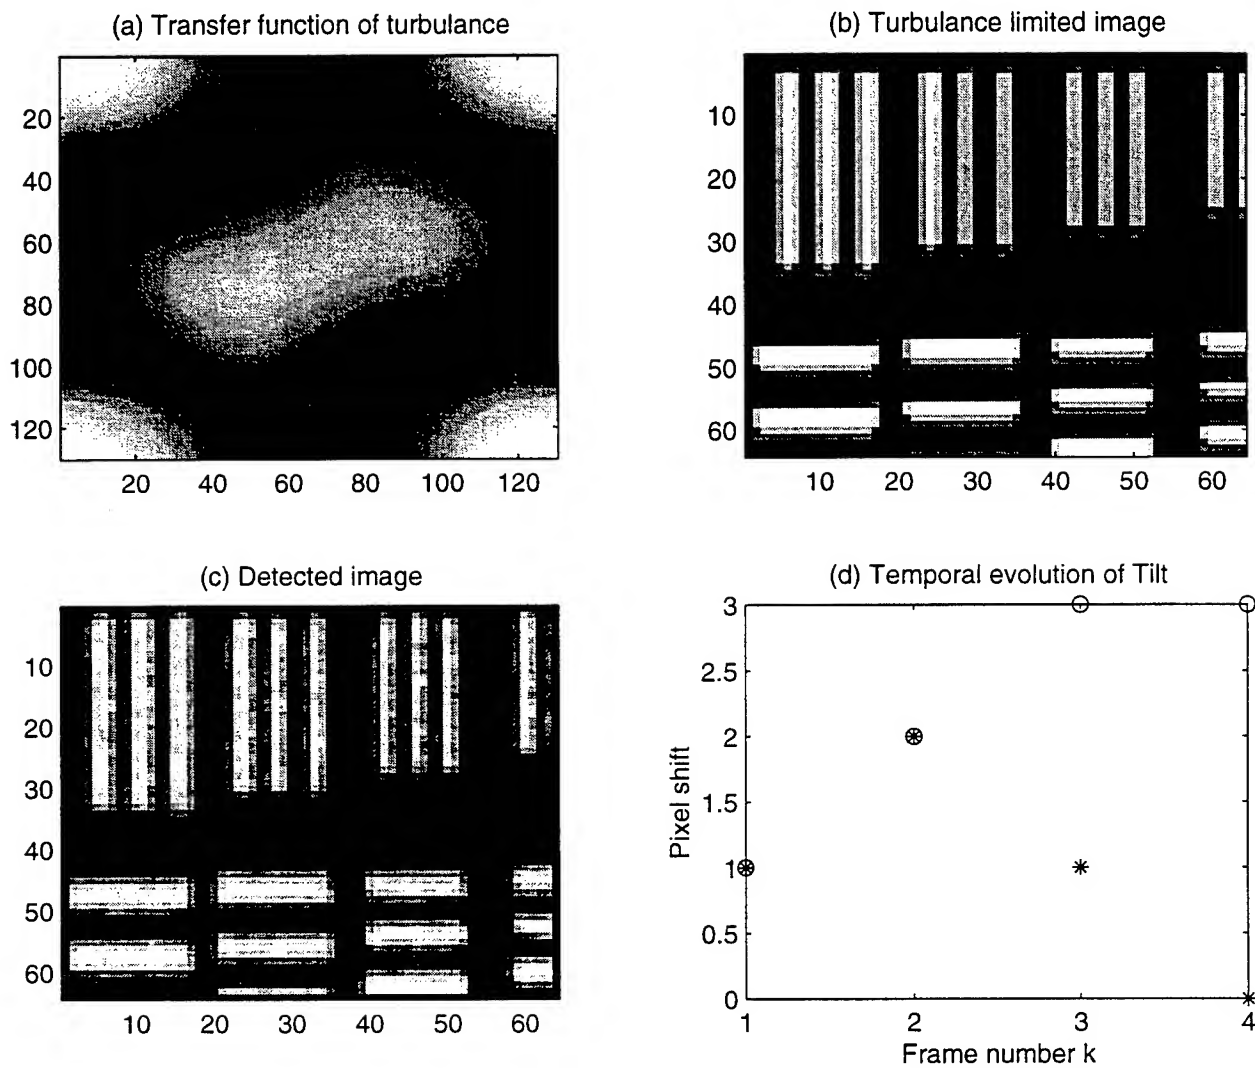 (a) Transfer function of turbulance
20
40
60
80
100
120
20 40 60 80 100 120
(b) Turbulance limited image
10
20
30
40
50
60
10 20 30 40 50 60
(c) Detected image
10
20
30
40
50
60
10 20 30 40 50 60
(d) Temporal evolution of Tilt
3
2.5
2
1.5
1
0.5
0
Pixel shift
1 2 3 4
Frame number k